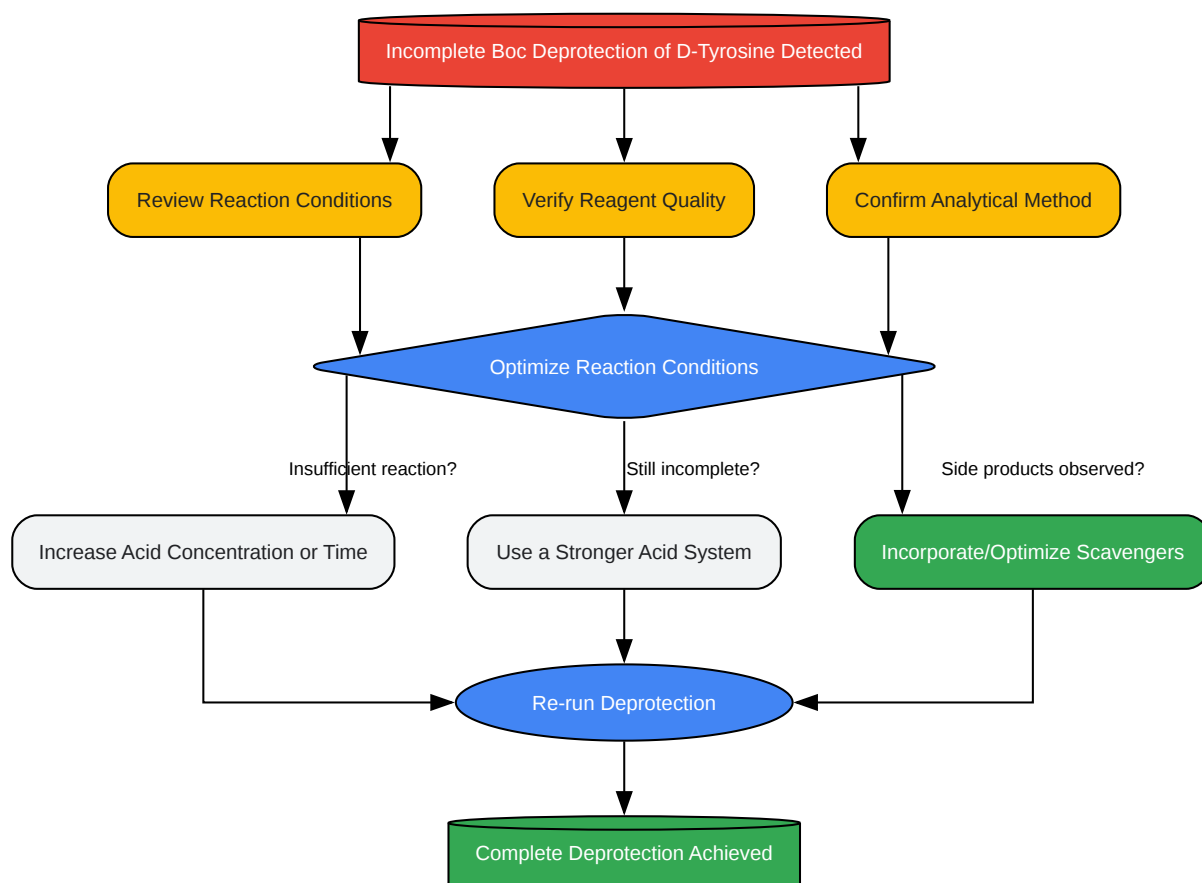 Incomplete Boc Deprotection of D-Tyrosine Detected
Review Reaction Conditions
Verify Reagent Quality
Confirm Analytical Method
Optimize Reaction Conditions
Insufficient reaction?
Still incomplete?
Side products observed?
Increase Acid Concentration or Time
Use a Stronger Acid System
Incorporate/Optimize Scavengers
Re-run Deprotection
Complete Deprotection Achieved